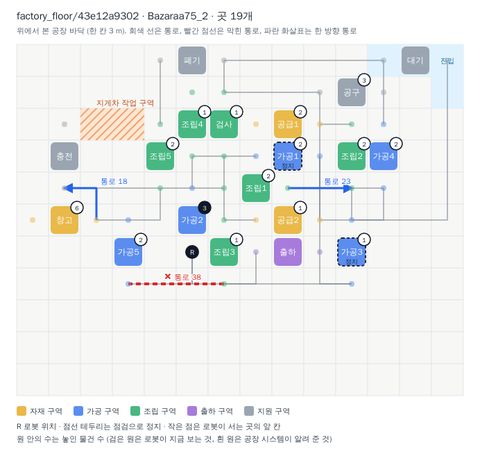 factory_floor/43e12a9302 · Bazaraa75_2 · 곳 19개
위에서 본 공장 바닥 (한 칸 3 m). 회색 선은 통로, 빨간 점선은 막힌 통로, 파란 화살표는 한 방향 통로
폐기
대기
전립
공구 3
지게차 작업 구역
조립4 1
검사 1
공급1 2
충전
조립5 2
가공1 2
정지
조립2 2
가공4 2
통로 18
조립1 2
통로 23
창고 6
가공2 3
공급2 2
가공5 2
R
조립3 1
출하
가공3 1
정지
✖ 통로 38
자재 구역
가공 구역
조립 구역
출하 구역
지원 구역
R 로봇 위치 · 점선 테두리는 점검으로 정지 · 작은 점은 로봇이 서는 곳의 앞 칸
원 안의 수는 놓인 물건 수 (검은 원은 로봇이 지금 보는 것, 흰 원은 공장 시스템이 알려 준 것)